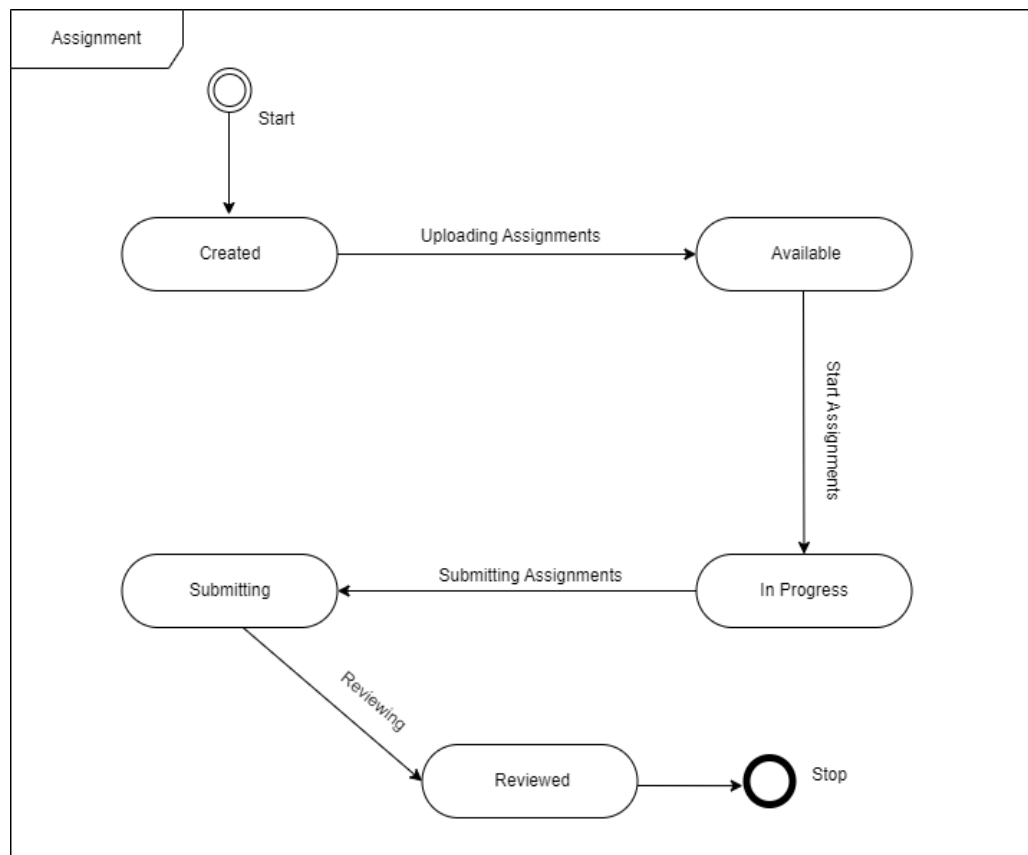 Assignment
Start
Created
Uploading Assignments
Available
Start Assignments
Submitting
Submitting Assignments
In Progress
Reviewing
Reviewed
Stop